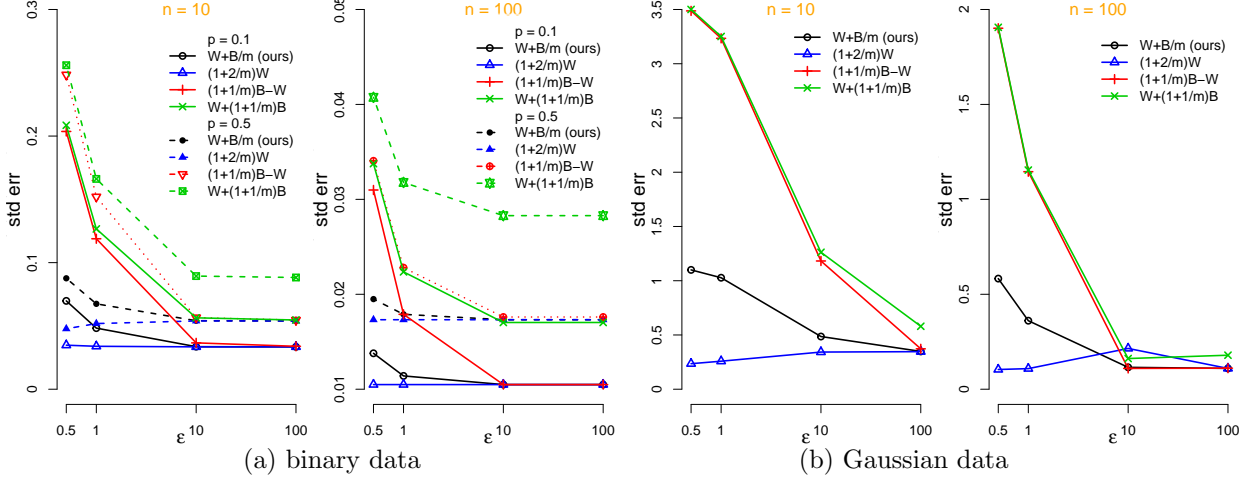 n = 10
std err
0.3
0.2
0.1
0
p = 0.1
W+B/m (ours)
(1+2/m)W
(1+1/m)B−W
W+(1+1/m)B
p = 0.5
W+B/m (ours)
(1+2/m)W
(1+1/m)B−W
W+(1+1/m)B
0.5 1 ε 10 100
n = 100
std err
0.05
0.04
0.03
0.02
0.01
p = 0.1
W+B/m (ours)
(1+2/m)W
(1+1/m)B−W
W+(1+1/m)B
p = 0.5
W+B/m (ours)
(1+2/m)W
(1+1/m)B−W
W+(1+1/m)B
0.5 1 ε 10 100
(a) binary data
n = 10
std err
3.5
3
2.5
2
1.5
1
0.5
0
W+B/m (ours)
(1+2/m)W
(1+1/m)B−W
W+(1+1/m)B
0.5 1 ε 10 100
n = 100
std err
2
1.5
1
0.5
0
W+B/m (ours)
(1+2/m)W
(1+1/m)B−W
W+(1+1/m)B
0.5 1 ε 10 100
(b) Gaussian data